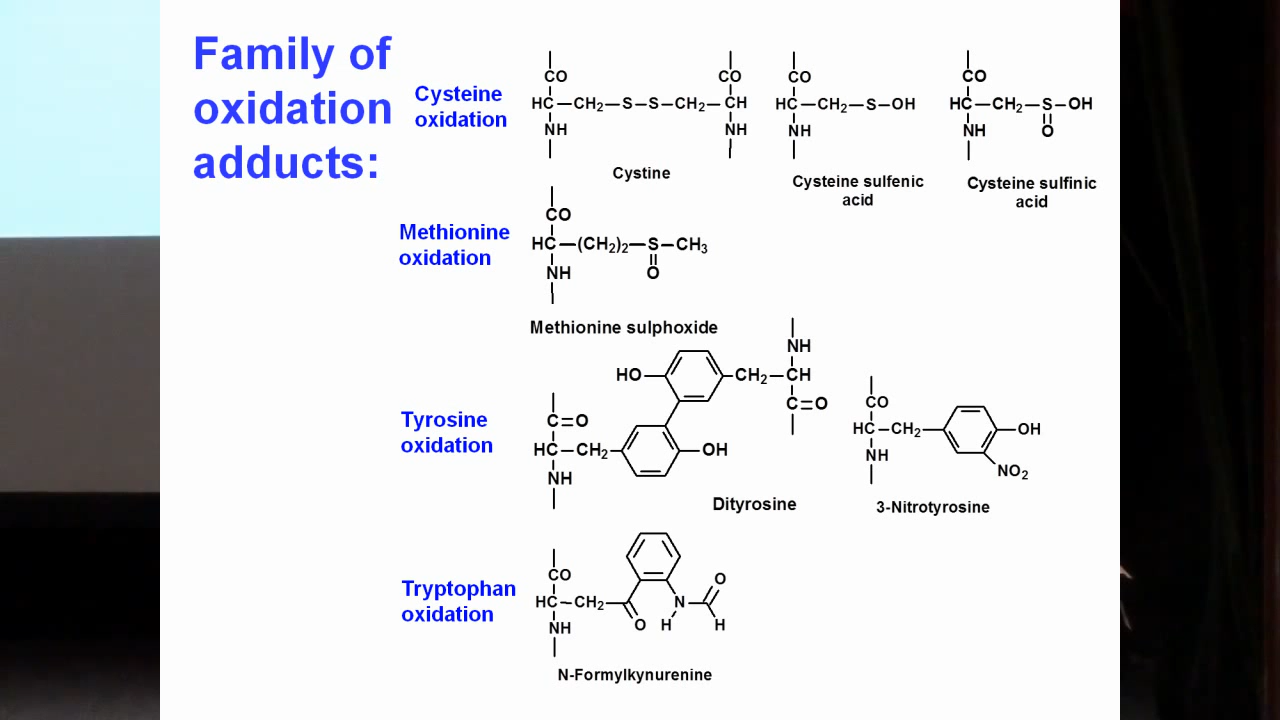 Family of
oxidation
adducts:
Cysteine
oxidation
CO
HC—CH2—S—S—CH2—CH
CO
NH
NH
Cystine
CO
HC—CH2—S—OH
NH
Cysteine sulfenic
acid
CO
HC—CH2—S—OH
NH
O
Cysteine sulfinic
acid
Methionine
oxidation
CO
HC—(CH2)2—S—CH3
NH
O
Methionine sulphoxide
Tyrosine
oxidation
NH
HO
CH2—CH
C=O
C=O
HC—CH2
OH
NH
Dityrosine
CO
HC—CH2
OH
NH
NO2
3-Nitrotyrosine
Tryptophan
oxidation
CO
O
HC—CH2
N
NH
O
H
H
N-Formylkynurenine